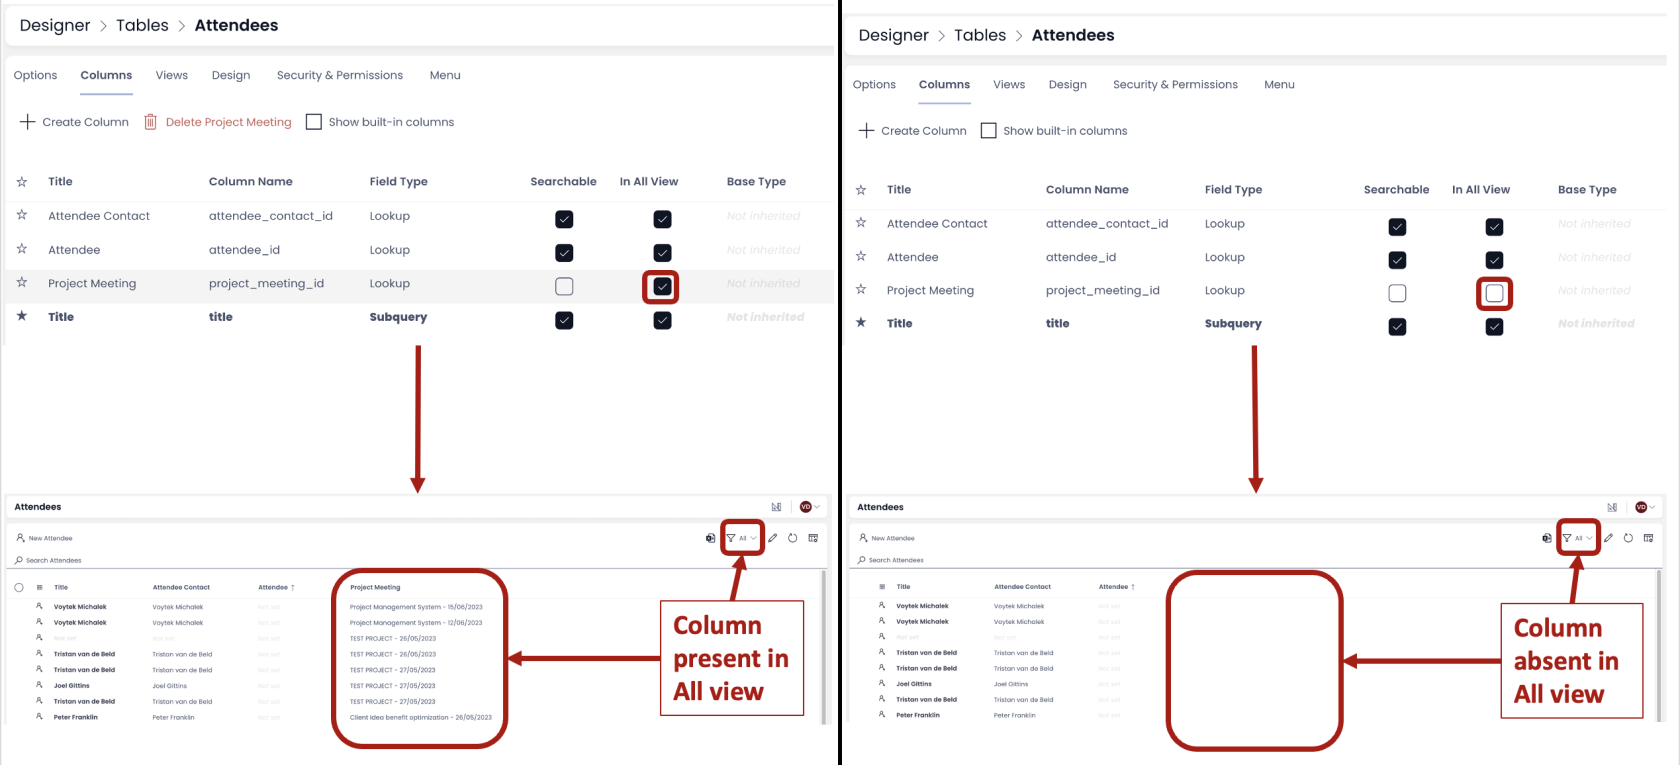 Designer > Tables > Attendees
Options Columns Views Design Security & Permissions Menu
Create Column Delete Project Meeting Show built-in columns
Title Column Name Field Type Searchable In All View Base Type
Attendee Contact attendee_contact_id Lookup Not inherited
Attendee attendee_id Lookup Not inherited
Project Meeting project_meeting_id Lookup Not inherited
Title title Subquery Not inherited
Attendees VD
New Attendee All
Search Attendees
Title Attendee Contact Attendee ↑ Project Meeting
Voytek Michalek Voytek Michalek Not set Project Management System - 15/06/2023
Voytek Michalek Voytek Michalek Not set Project Management System - 12/06/2023
Not set Not set Not set TEST PROJECT - 26/05/2023
Tristan van de Beld Tristan van de Beld Not set TEST PROJECT - 26/05/2023
Tristan van de Beld Tristan van de Beld Not set TEST PROJECT - 27/05/2023
Joel Gittins Joel Gittins Not set TEST PROJECT - 27/05/2023
Tristan van de Beld Tristan van de Beld Not set TEST PROJECT - 27/05/2023
Peter Franklin Peter Franklin Not set Client idea benefit optimization - 26/05/2023
Column
present in
All view
Designer > Tables > Attendees
Options Columns Views Design Security & Permissions Menu
Create Column Show built-in columns
Title Column Name Field Type Searchable In All View Base Type
Attendee Contact attendee_contact_id Lookup Not inherited
Attendee attendee_id Lookup Not inherited
Project Meeting project_meeting_id Lookup Not inherited
Title title Subquery Not inherited
Attendees VD
New Attendee All
Search Attendees
Title Attendee Contact Attendee ↑
Voytek Michalek Voytek Michalek Not set
Voytek Michalek Voytek Michalek Not set
Not set Not set Not set
Tristan van de Beld Tristan van de Beld Not set
Tristan van de Beld Tristan van de Beld Not set
Joel Gittins Joel Gittins Not set
Tristan van de Beld Tristan van de Beld Not set
Peter Franklin Peter Franklin Not set
Column
absent in
All view